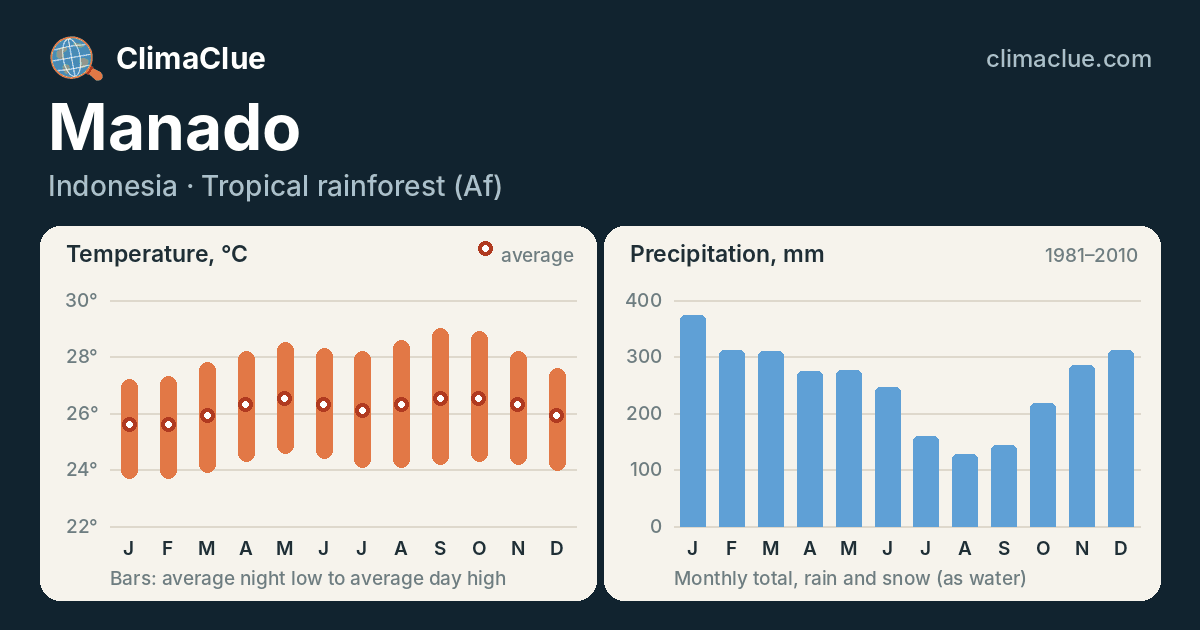 ClimaClue
climaclue.com
Manado
Indonesia · Tropical rainforest (Af)
Temperature, °C
average
30°
28°
26°
24°
22°
J F M A M J J A S O N D
Bars: average night low to average day high
Precipitation, mm
1981–2010
400
300
200
100
0
J F M A M J J A S O N D
Monthly total, rain and snow (as water)